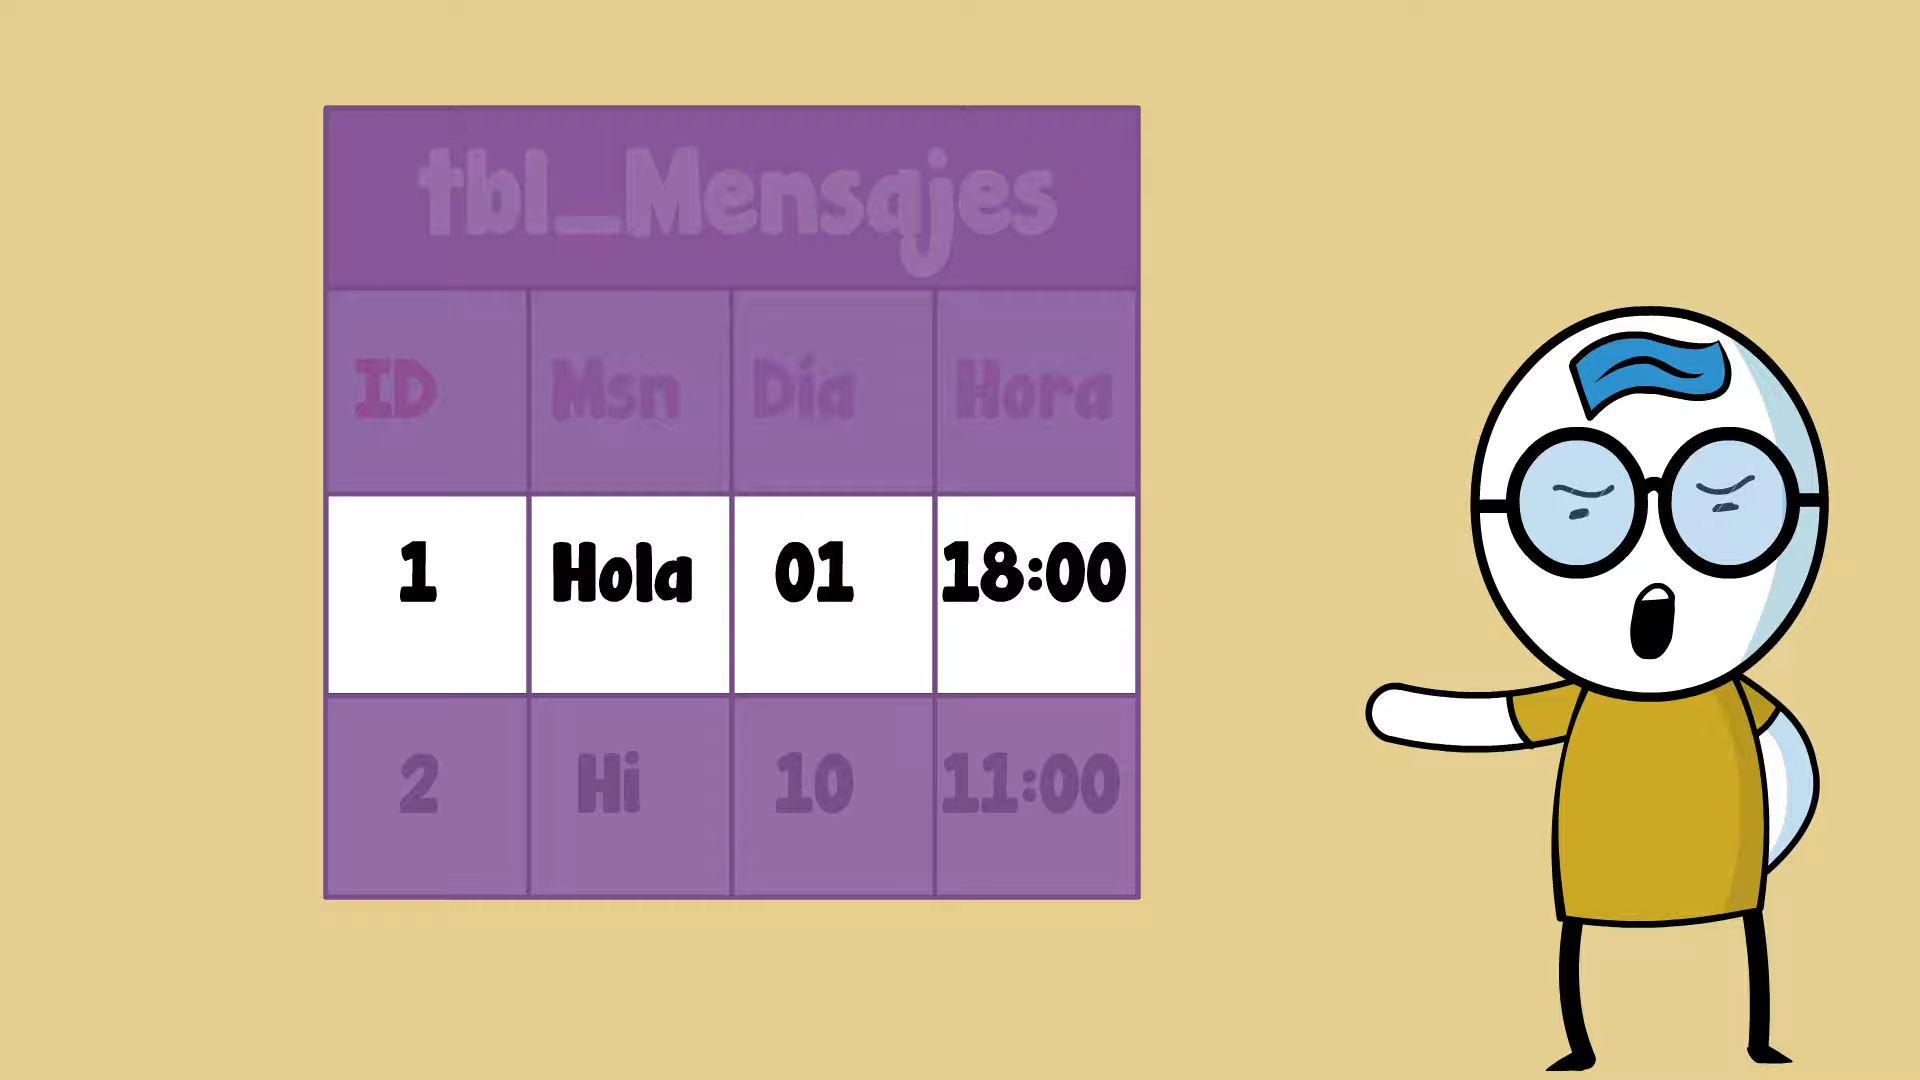 tbl_Mensajes
ID Msn Día Hora
1 Hola 01 18:00
2 Hi 10 11:00